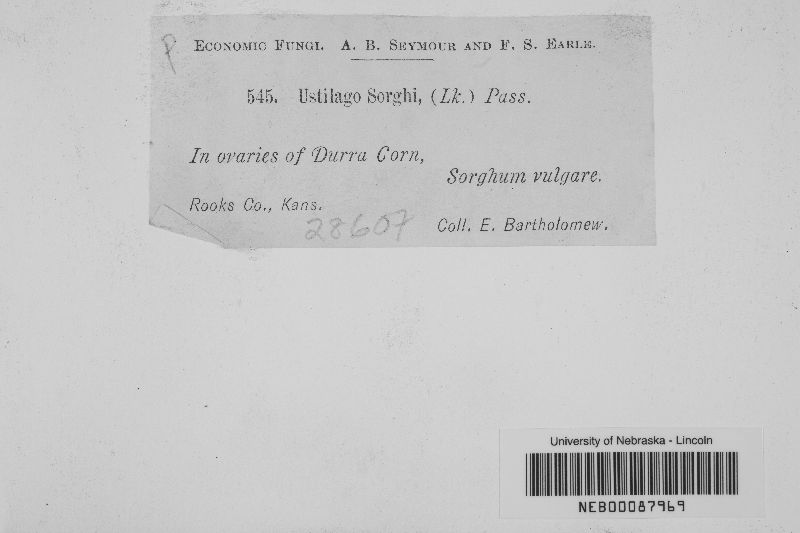 ECONOMIC FUNGI. A. B. SEYMOUR AND F. S. EARLE.
545. Ustilago Sorghi, (Lk.) Pass.
In ovaries of Durra Corn,
Sorghum vulgare.
Rooks Co., Kans.
28607
Coll. E. Bartholomew.
University of Nebraska - Lincoln
NEB00087969